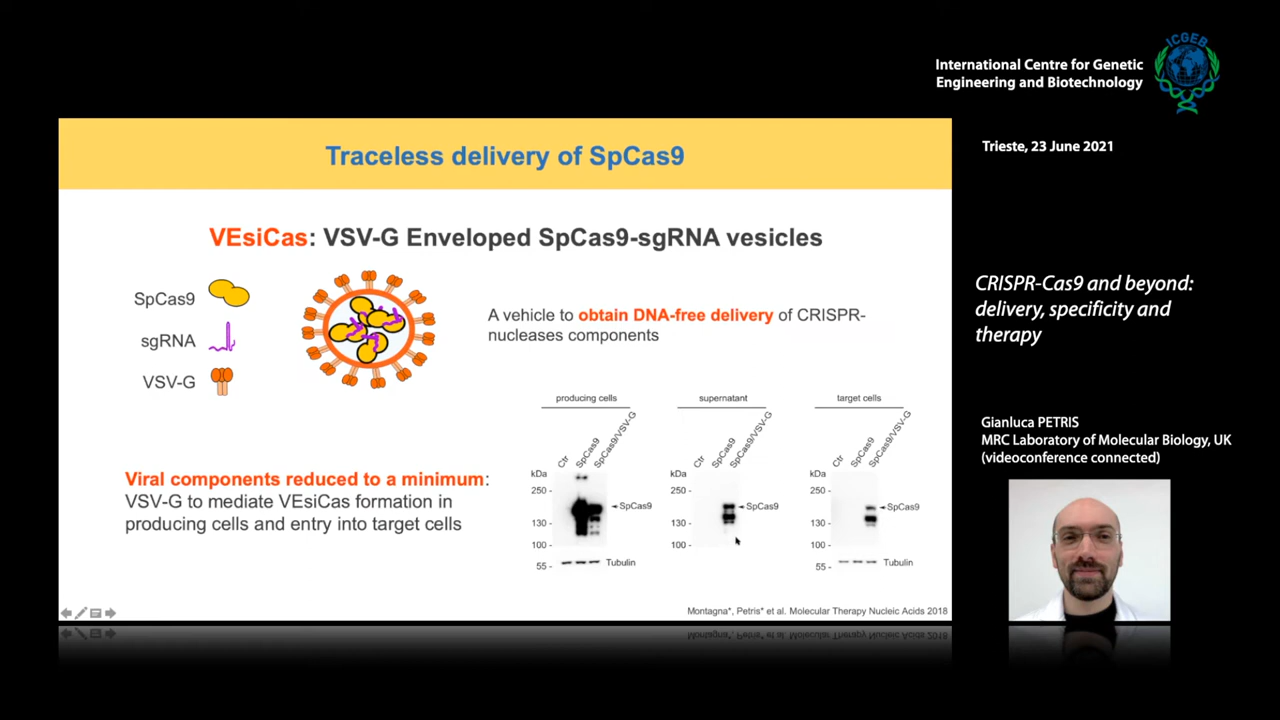 ICGEB
International Centre for Genetic
Engineering and Biotechnology
Trieste, 23 June 2021
CRISPR-Cas9 and beyond:
delivery, specificity and
therapy
Gianluca PETRIS
MRC Laboratory of Molecular Biology, UK
(videoconference connected)
Traceless delivery of SpCas9
VEsiCas: VSV-G Enveloped SpCas9-sgRNA vesicles
SpCas9
sgRNA
VSV-G
A vehicle to obtain DNA-free delivery of CRISPR-
nucleases components
Viral components reduced to a minimum:
VSV-G to mediate VEsiCas formation in
producing cells and entry into target cells
producing cells
Ctr
SpCas9
SpCas9/VSV-G
kDa
250 -
130 -
100 -
55 -
SpCas9
Tubulin
supernatant
Ctr
SpCas9
SpCas9/VSV-G
kDa
250 -
130 -
100 -
SpCas9
target cells
Ctr
SpCas9
SpCas9/VSV-G
kDa
250 -
130 -
100 -
55 -
SpCas9
Tubulin
Montagna*, Petris* et al. Molecular Therapy Nucleic Acids 2018